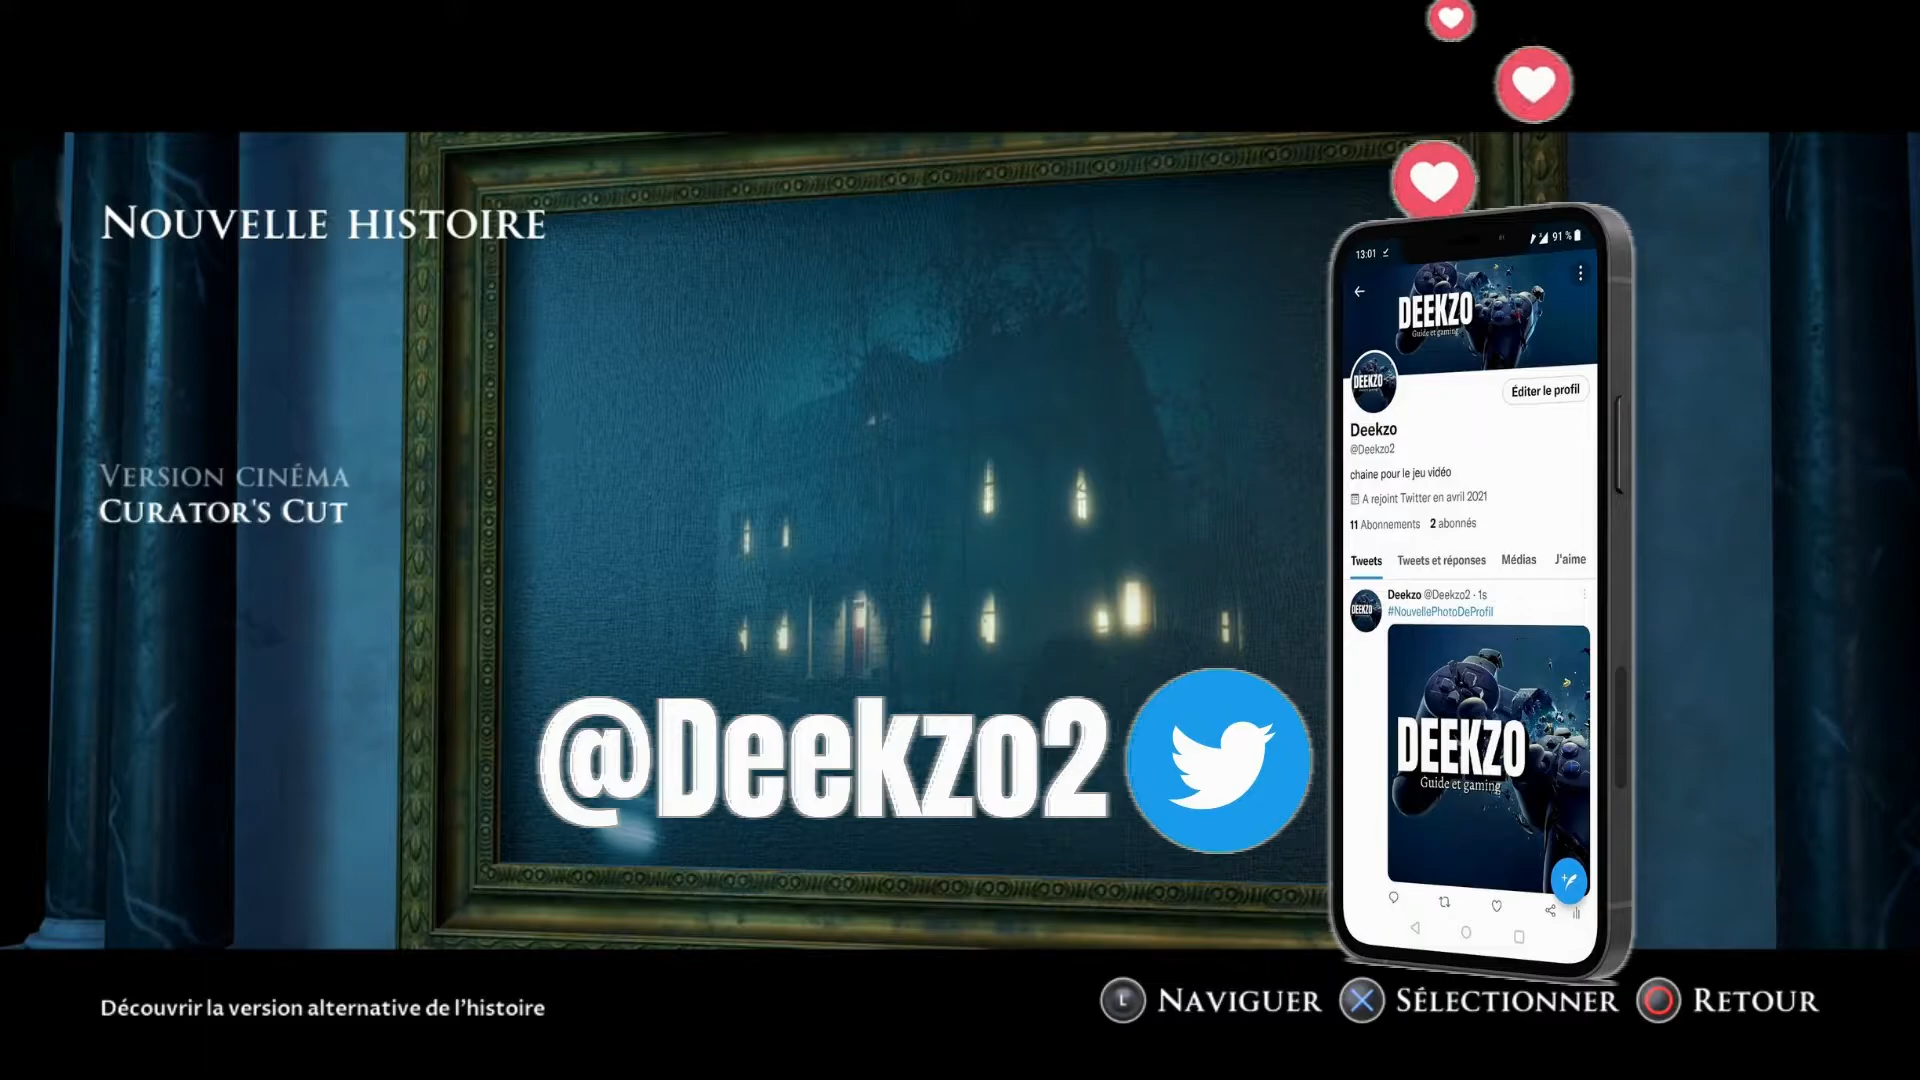 NOUVELLE HISTOIRE
VERSION CINÉMA
CURATOR'S CUT
@Deekzo2
13:01
91 %
DEEKZO
Guide et gaming
DEEKZO
Éditer le profil
Deekzo
@Deekzo2
chaine pour le jeu vidéo
A rejoint Twitter en avril 2021
11 Abonnements 2 abonnés
Tweets Tweets et réponses Médias J'aime
Deekzo @Deekzo2 · 1s
DEEKZO
#NouvellePhotoDeProfil
DEEKZO
Guide et gaming
Découvrir la version alternative de l'histoire
L NAVIGUER SÉLECTIONNER RETOUR